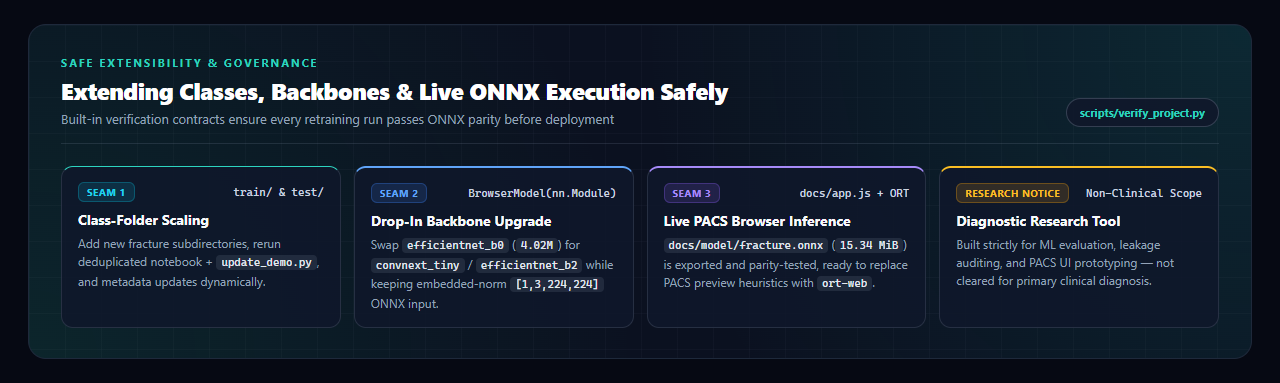 SAFE EXTENSIBILITY & GOVERNANCE
Extending Classes, Backbones & Live ONNX Execution Safely
Built-in verification contracts ensure every retraining run passes ONNX parity before deployment
scripts/verify_project.py
SEAM 1
train/ & test/
Class-Folder Scaling
Add new fracture subdirectories, rerun
deduplicated notebook + update_demo.py,
and metadata updates dynamically.
SEAM 2
BrowserModel(nn.Module)
Drop-In Backbone Upgrade
Swap efficientnet_b0 (4.02M) for
convnext_tiny / efficientnet_b2 while
keeping embedded-norm [1,3,224,224]
ONNX input.
SEAM 3
docs/app.js + ORT
Live PACS Browser Inference
docs/model/fracture.onnx (15.34 MiB)
is exported and parity-tested, ready to replace
PACS preview heuristics with ort-web.
RESEARCH NOTICE
Non-Clinical Scope
Diagnostic Research Tool
Built strictly for ML evaluation, leakage
auditing, and PACS UI prototyping — not
cleared for primary clinical diagnosis.